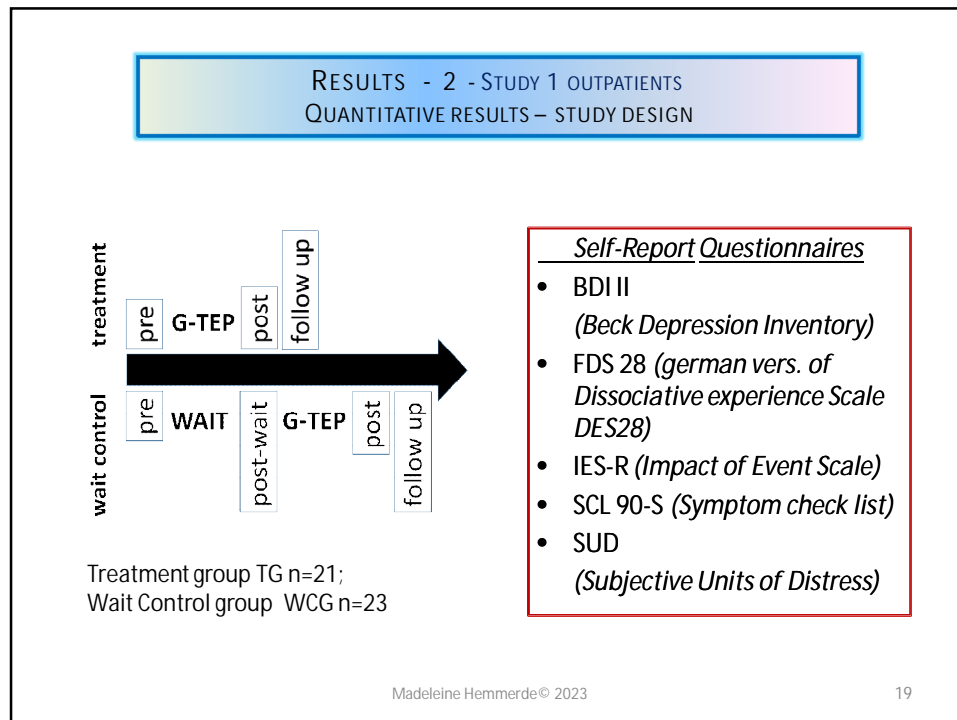 RESULTS - 2 - STUDY 1 OUTPATIENTS
QUANTITATIVE RESULTS – STUDY DESIGN
treatment
pre
G-TEP
post
follow up
wait control
pre
WAIT
post-wait
G-TEP
post
follow up
Treatment group TG n=21;
Wait Control group WCG n=23
Self-Report Questionnaires
• BDI II
(Beck Depression Inventory)
• FDS 28 (german vers. of
Dissociative experience Scale
DES28)
• IES-R (Impact of Event Scale)
• SCL 90-S (Symptom check list)
• SUD
(Subjective Units of Distress)
Madeleine Hemmerde© 2023
19